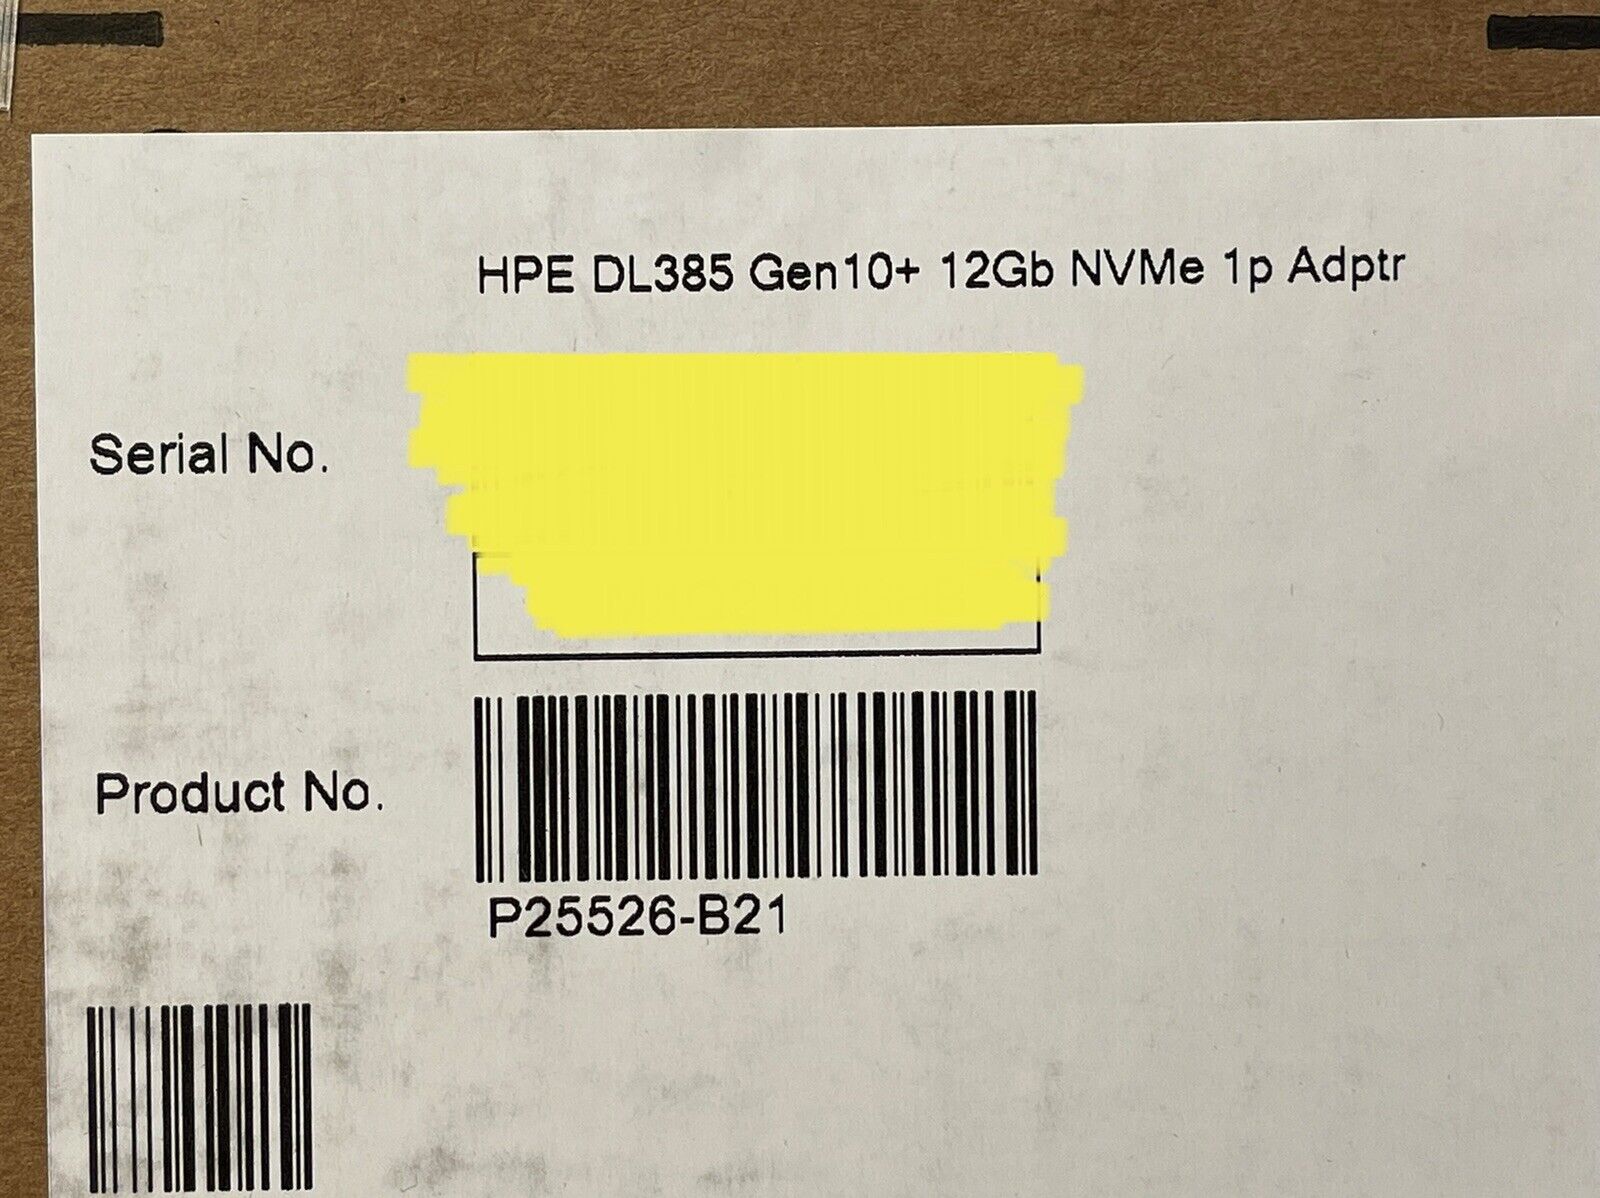 HPE DL385 Gen10+ 12Gb NVMe 1p Adptr
Serial No.
Product No.
P25526-B21